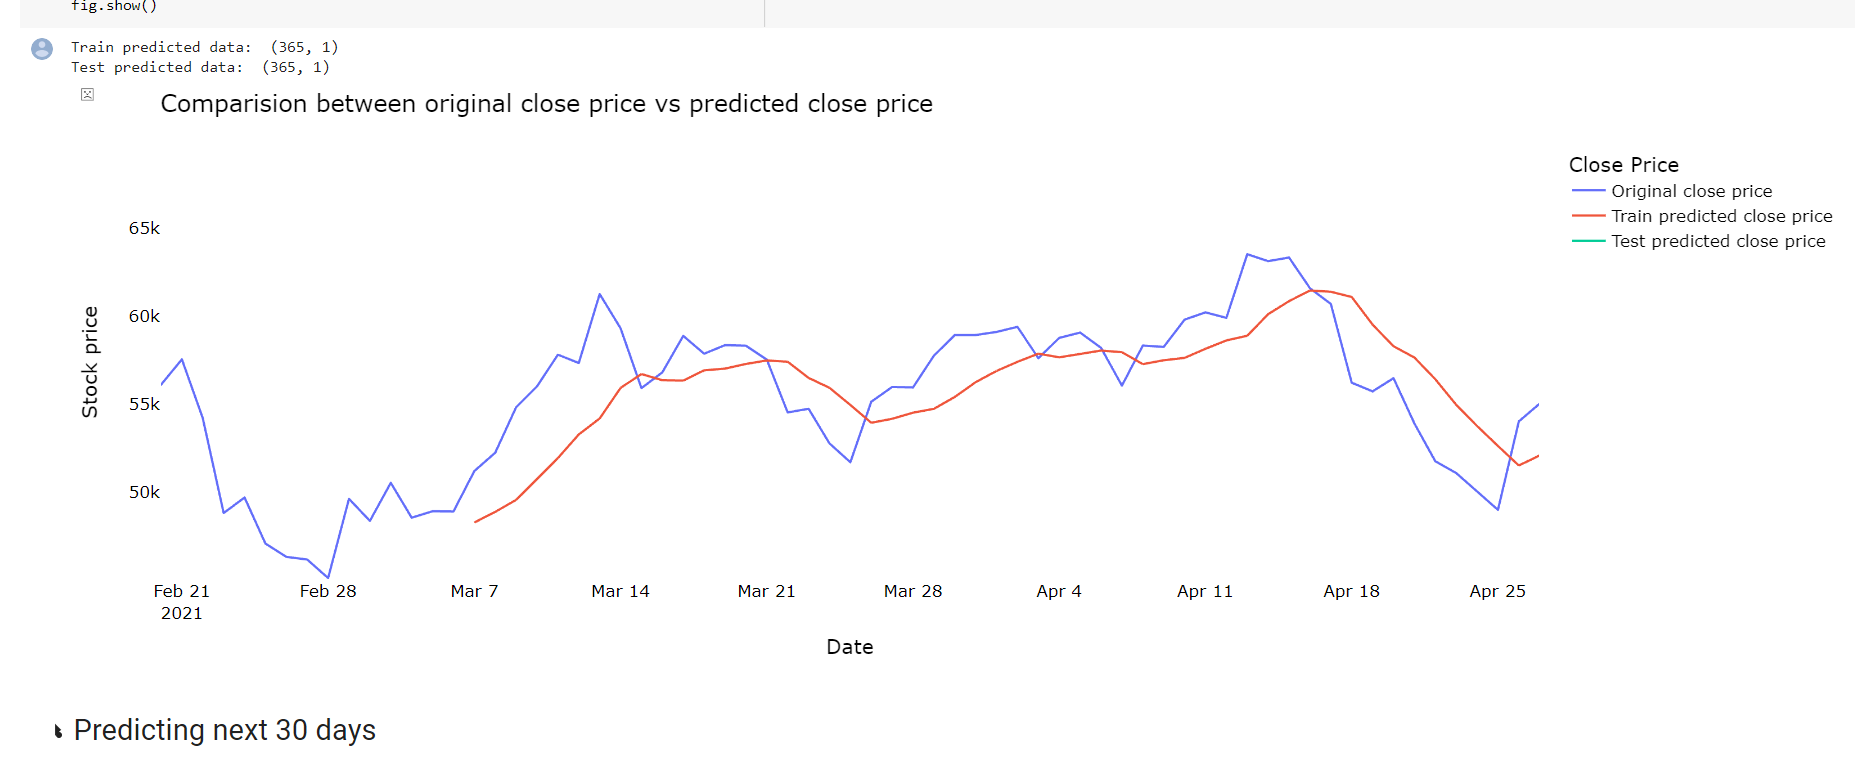 fig.show()
Train predicted data:  (365, 1)
Test predicted data:  (365, 1)
Comparision between original close price vs predicted close price
Close Price
Original close price
Train predicted close price
Test predicted close price
Stock price
65k
60k
55k
50k
Feb 21 Feb 28 Mar 7 Mar 14 Mar 21 Mar 28 Apr 4 Apr 11 Apr 18 Apr 25
2021
Date
Predicting next 30 days